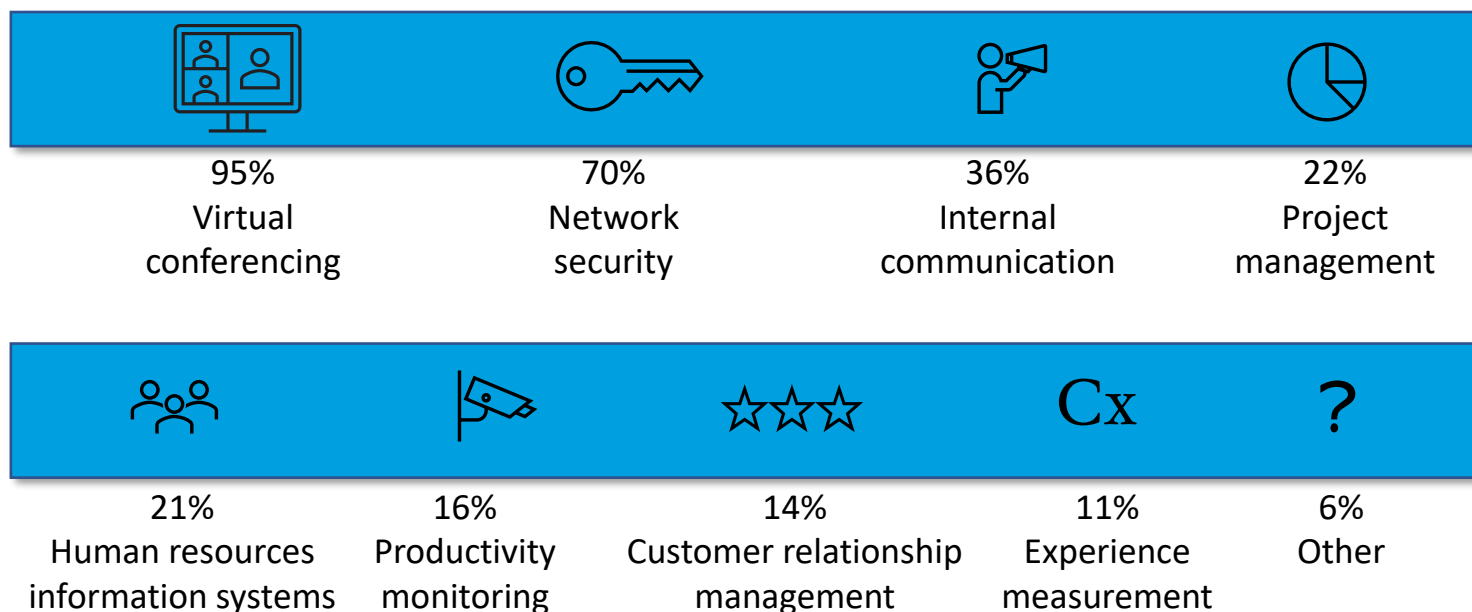 95%
Virtual
conferencing
70%
Network
security
36%
Internal
communication
22%
Project
management
Cx
?
21%
Human resources
information systems
16%
Productivity
monitoring
14%
Customer relationship
management
11%
Experience
measurement
6%
Other